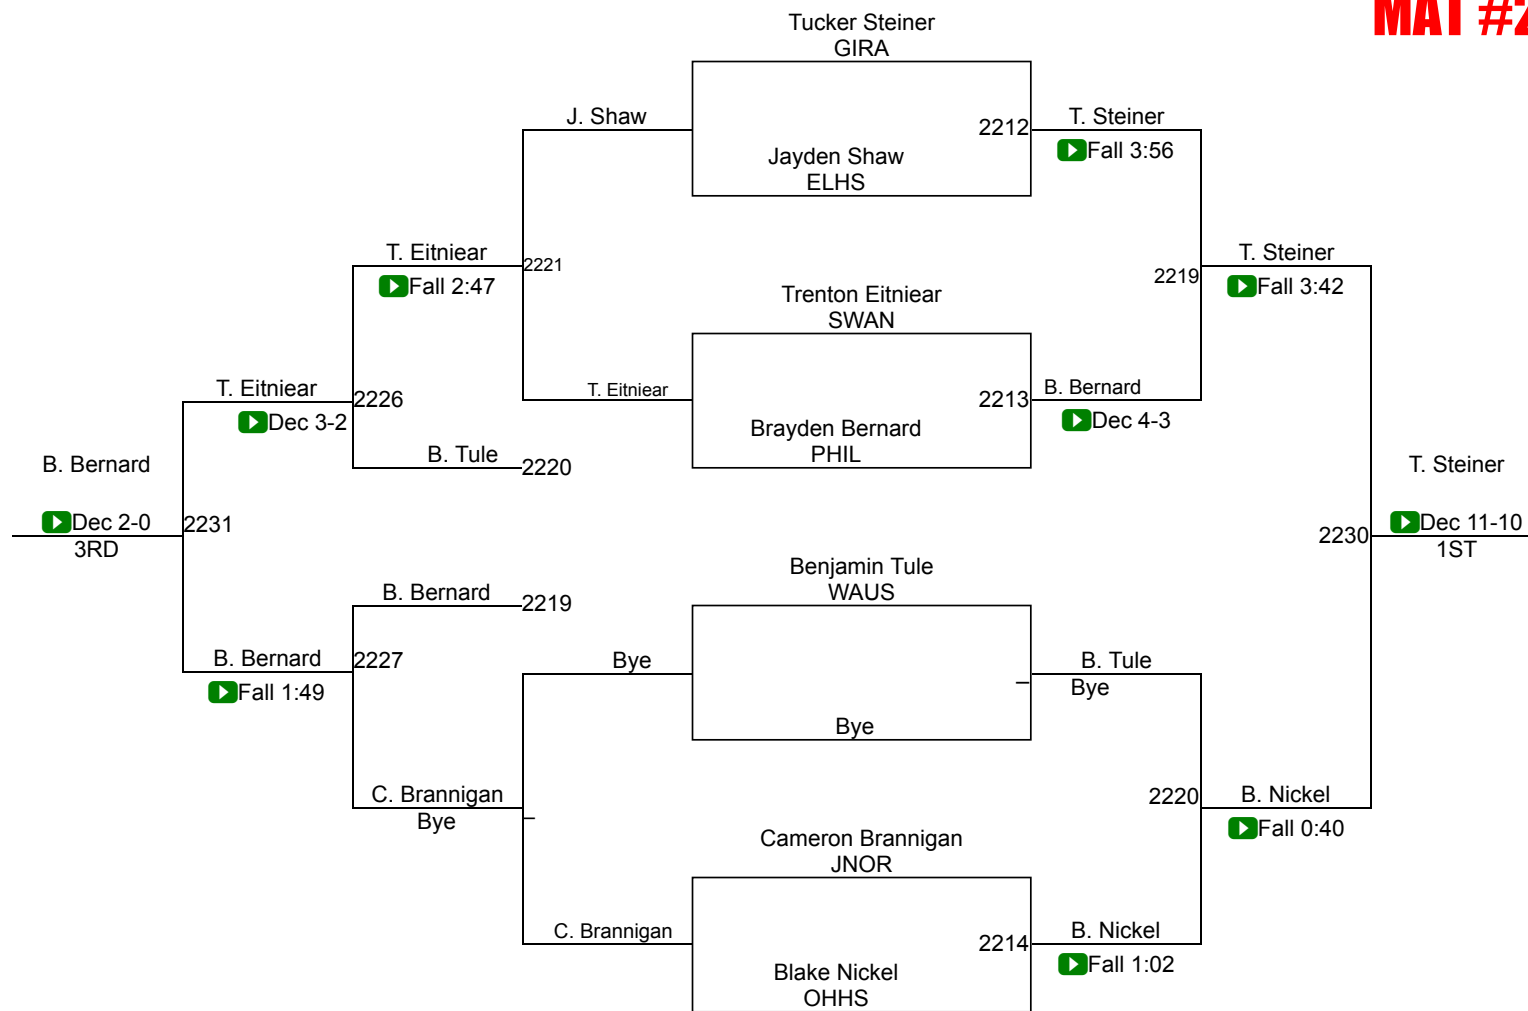 MAT #2
Tucker Steiner
GIRA
J. Shaw
2212
T. Steiner
Fall 3:56
Jayden Shaw
ELHS
T. Eitniear
2221
Fall 2:47
2219
T. Steiner
Fall 3:42
Trenton Eitniear
SWAN
T. Eitniear
2226
Dec 3-2
T. Eitniear
2213
B. Bernard
Dec 4-3
Brayden Bernard
PHIL
B. Tule
2220
B. Bernard
Dec 2-0
3RD
2231
2230
T. Steiner
Dec 11-10
1ST
Benjamin Tule
WAUS
B. Bernard
2219
B. Bernard
2227
Fall 1:49
Bye
B. Tule
Bye
Bye
C. Brannigan
Bye
2220
B. Nickel
Fall 0:40
Cameron Brannigan
JNOR
C. Brannigan
2214
B. Nickel
Fall 1:02
Blake Nickel
OHHS